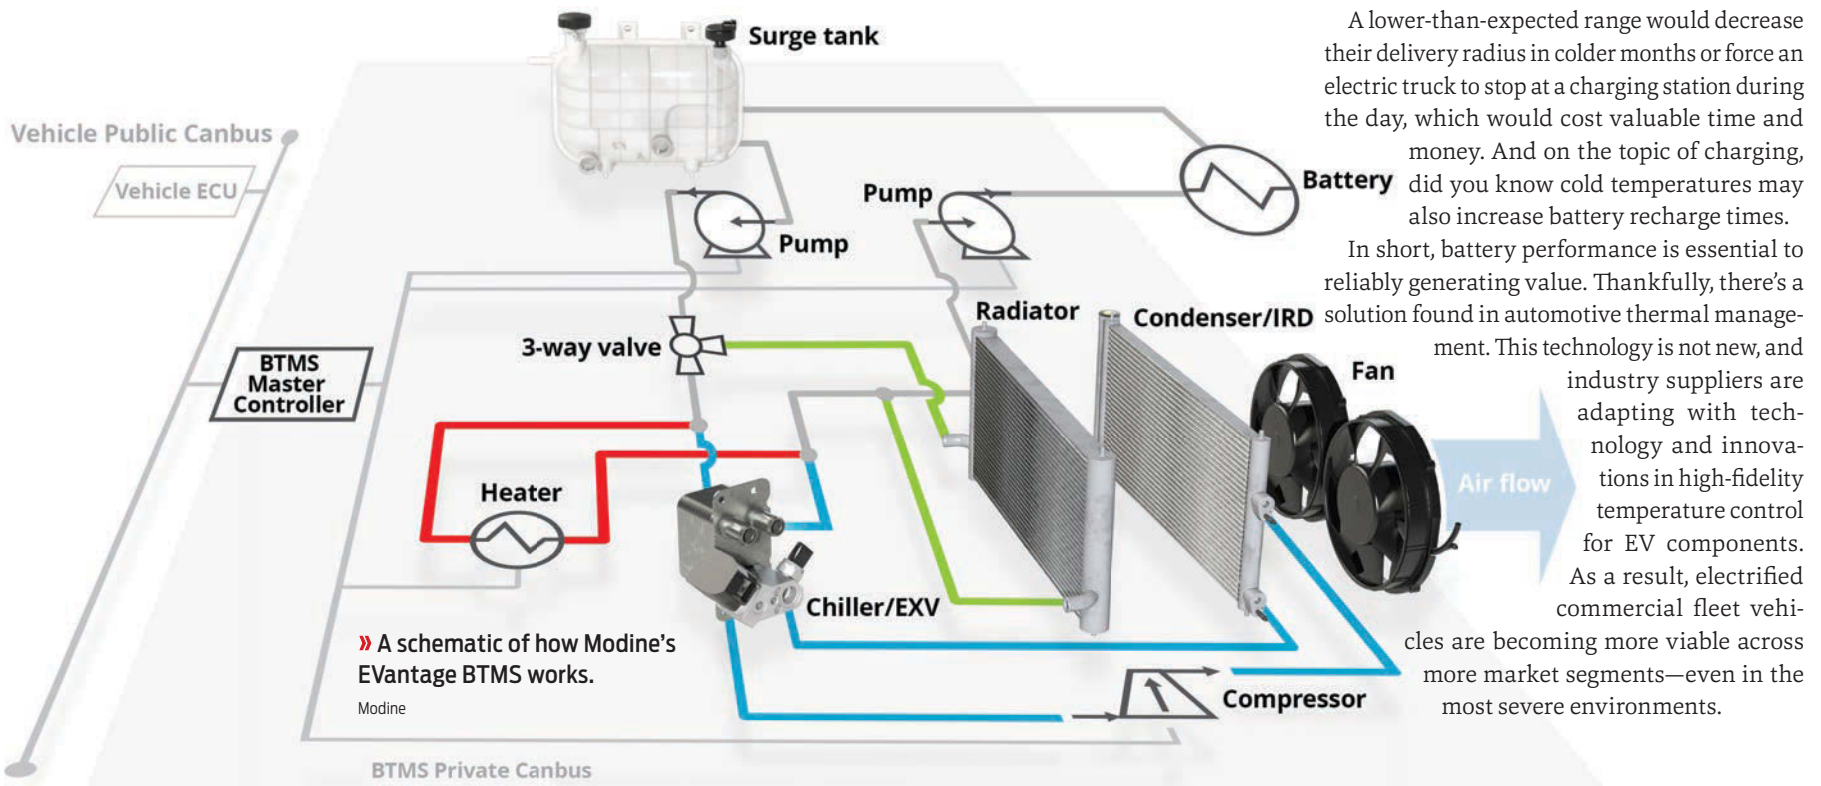 Surge tank
Vehicle Public Canbus
Vehicle ECU
Pump
Battery
Pump
Radiator
Condenser/IRD
3-way valve
Fan
BTMS
Master
Controller
Air flow
Heater
Chiller/EXV
Compressor
BTMS Private Canbus
» A schematic of how Modine’s
EVantage BTMS works.
Modine
A lower-than-expected range would decrease
their delivery radius in colder months or force an
electric truck to stop at a charging station during
the day, which would cost valuable time and
money. And on the topic of charging,
did you know cold temperatures may
also increase battery recharge times.
In short, battery performance is essential to
reliably generating value. Thankfully, there’s a
solution found in automotive thermal manage-
ment. This technology is not new, and
industry suppliers are
adapting with tech-
nology and innova-
tions in high-fidelity
temperature control
for EV components.
As a result, electrified
commercial fleet vehi-
cles are becoming more viable across
more market segments—even in the
most severe environments.